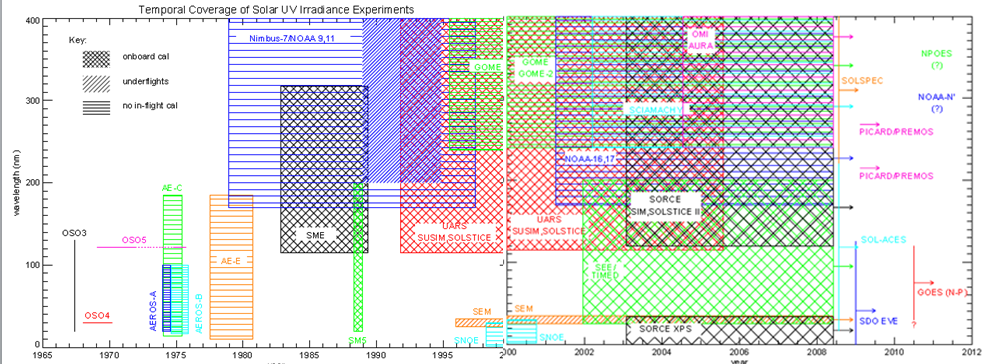 Temporal Coverage of Solar UV Irradiance Experiments
Key:
onboard cal
underflights
no in-flight cal
wavelength (nm)
400
300
200
100
0
Nimbus-7/NOAA 9,11
GOME
GOME
GOME-2
OMI
AURA
SCIAMACHY
NOAA-16,17
SOLSPEC
NPOES
(?)
NOAA-N'
(?)
PICARD/PREMOS
PICARD/PREMOS
AE-C
OSO3
OSO5
OSO4
AEROS-A
AEROS-B
AE-E
SME
UARS
SUSIM,SOLSTICE
UARS
SUSIM,SOLSTICE
SORCE
SIM,SOLSTICE II
SEE/
TIMED
SEM
SEM
SNOE
SNOE
SORCE XPS
SOL-ACES
GOES (N-P)
SDO EVE
?
1965
1970
1975
1980
1985
1990
1995
2000
2002
2004
2006
2008
2010
2012
year